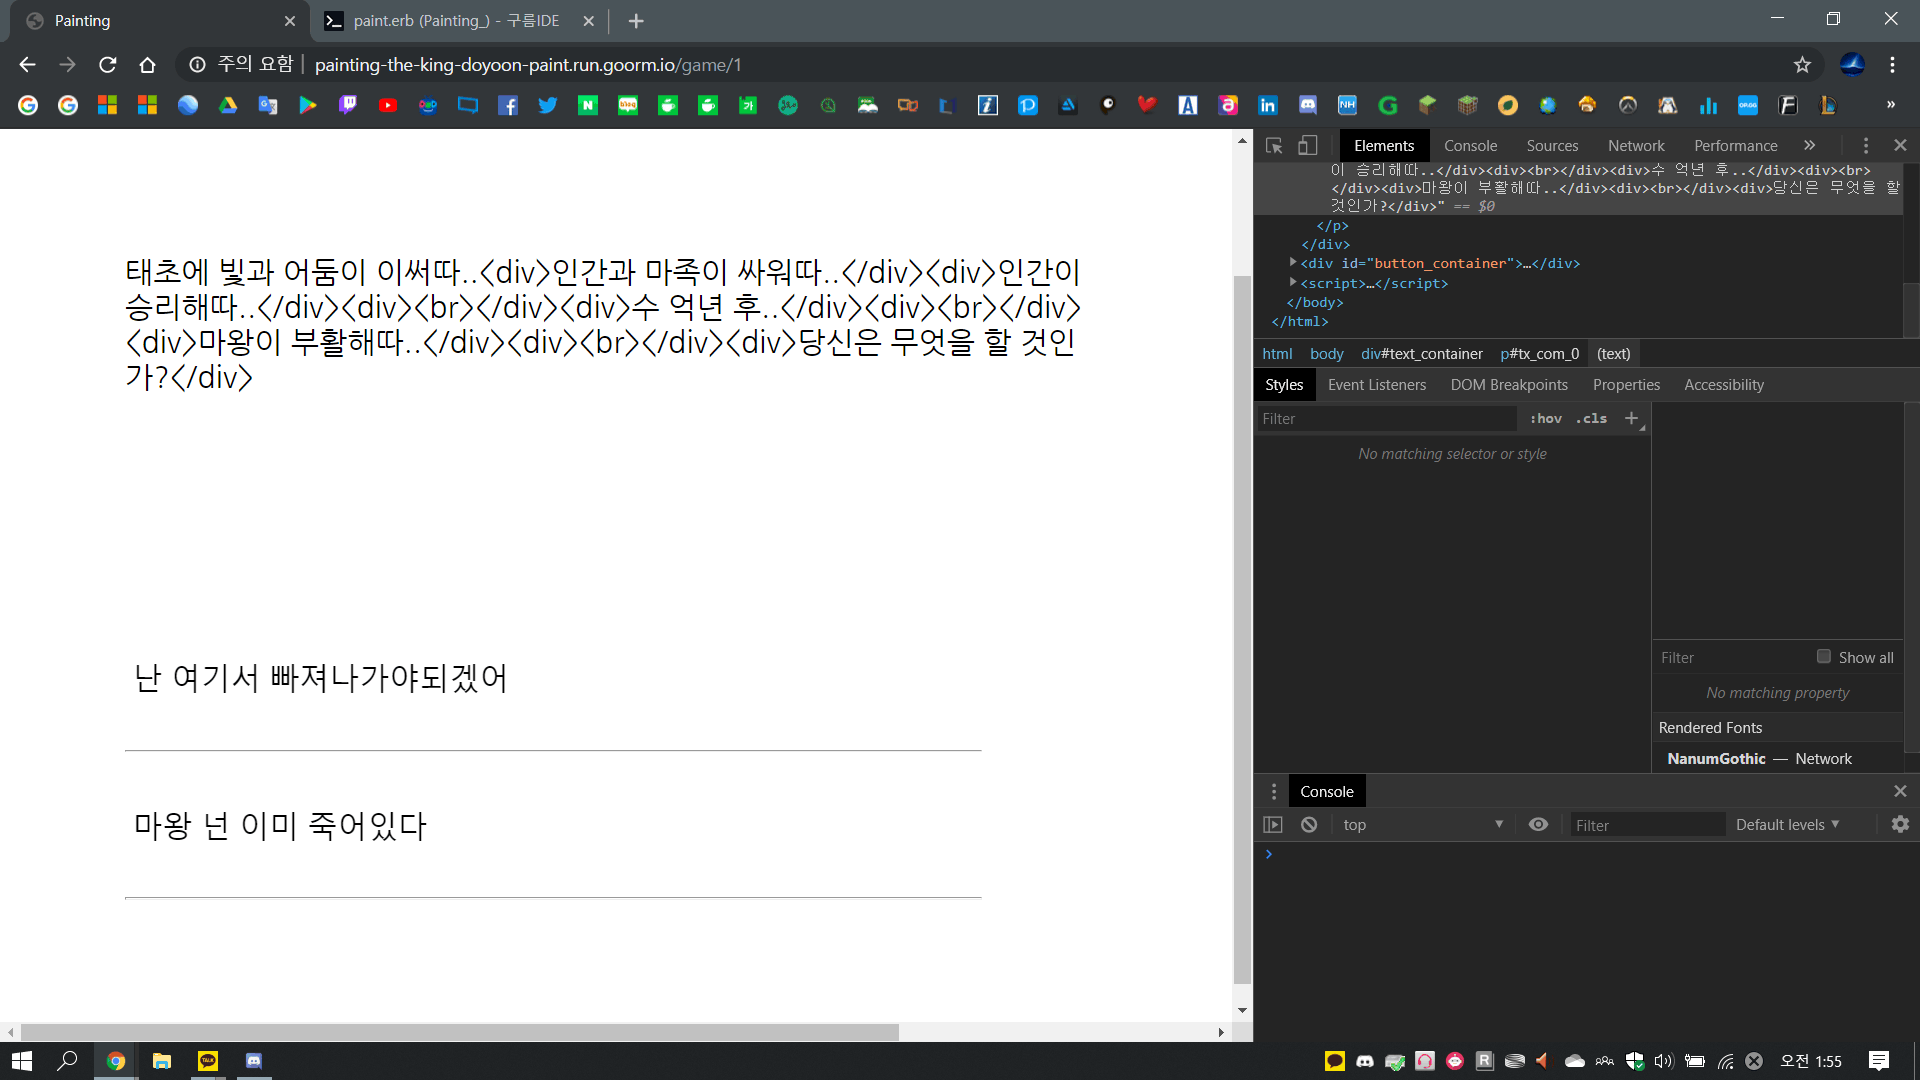 Painting
paint.erb (Painting_) - 구름IDE
주의 요함
painting-the-king-doyoon-paint.run.goorm.io/game/1
태초에 빛과 어둠이 이써따..<div>인간과 마족이 싸워따..</div><div>인간이
승리해따..</div><div><br></div><div>수 억년 후..</div><div><br></div>
<div>마왕이 부활해따..</div><div><br></div><div>당신은 무엇을 할 것인
가?</div>
난 여기서 빠져나가야되겠어
마왕 넌 이미 죽어있다
Elements Console Sources Network Performance »
이 승리해따..</div><div><br></div><div>수 억년 후..</div><div><br>
</div><div>마왕이 부활해따..</div><div><br></div><div>당신은 무엇을 할
것인가?</div>" == $0
</p>
</div>
<div id="button_container">…</div>
<script>…</script>
</body>
</html>
html body div#text_container p#tx_com_0 (text)
Styles Event Listeners DOM Breakpoints Properties Accessibility
Filter :hov .cls +
No matching selector or style
Filter Show all
No matching property
Rendered Fonts
NanumGothic — Network
Console
top Filter Default levels
오전 1:55